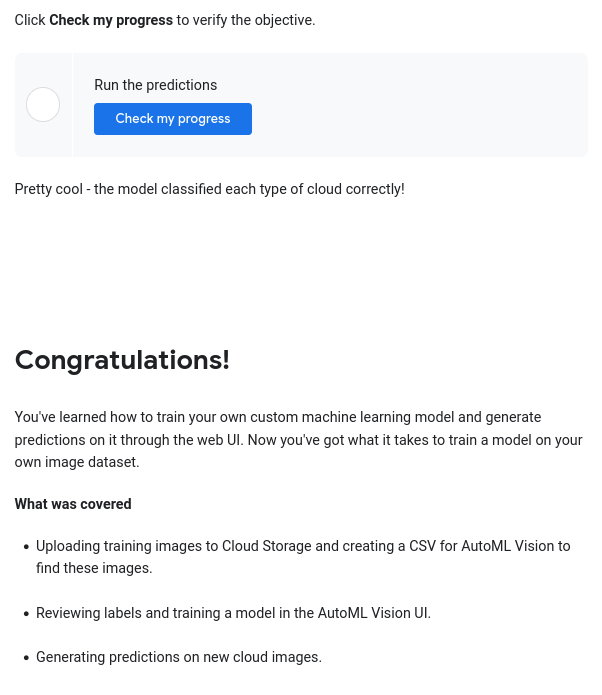 Click Check my progress to verify the objective.
Run the predictions
Check my progress
Pretty cool - the model classified each type of cloud correctly!
Congratulations!
You've learned how to train your own custom machine learning model and generate
predictions on it through the web UI. Now you've got what it takes to train a model on your
own image dataset.
What was covered
• Uploading training images to Cloud Storage and creating a CSV for AutoML Vision to
find these images.
• Reviewing labels and training a model in the AutoML Vision UI.
• Generating predictions on new cloud images.